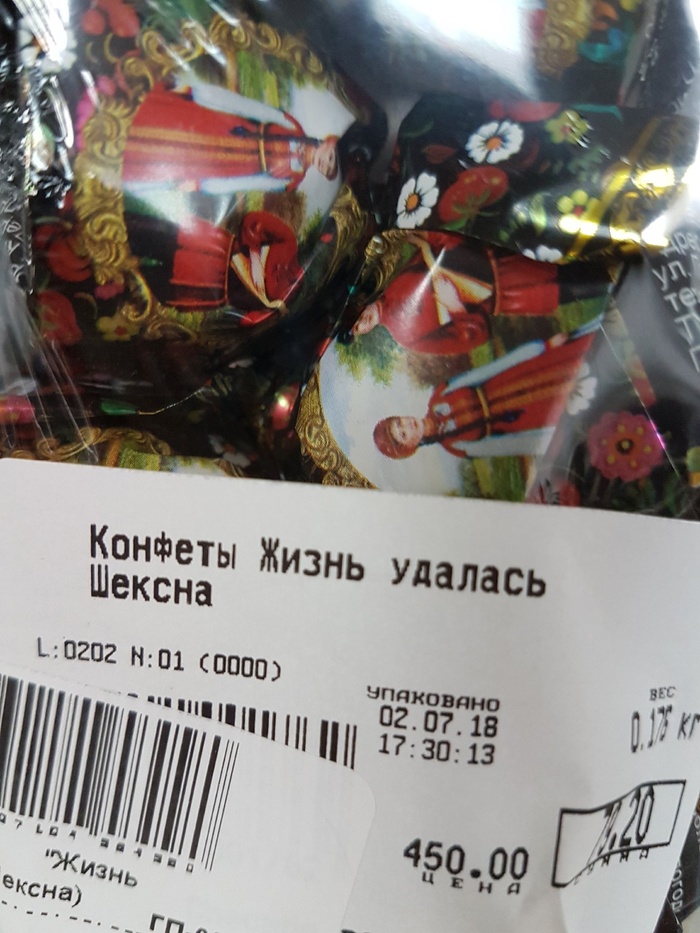 Конфеты Жизнь удалась
Шексна
L:0202 N:01 (0000)
УПАКОВАНО
02.07.18
17:30:13
ВЕС
КГ
450.00
ЦЕНА
"Жизнь
ексна)